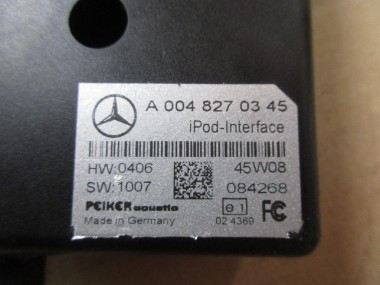 A 004 827 03 45
iPod-Interface
HW:0406 45W08
SW:1007 084268
PEIKER acustic e1 FC
Made in Germany 02 4369